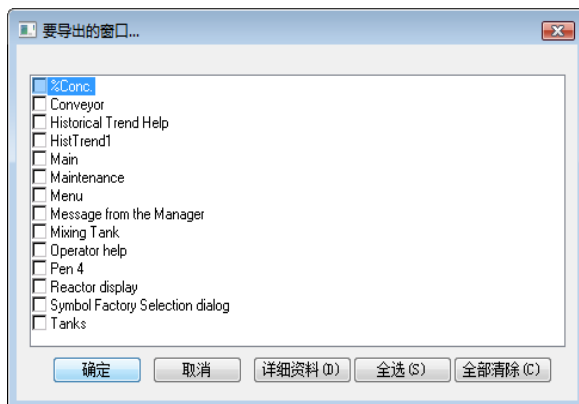 要导出的窗口...
%Conc.
Conveyor
Historical Trend Help
HistTrend1
Main
Maintenance
Menu
Message from the Manager
Mixing Tank
Operator help
Pen 4
Reactor display
Symbol Factory Selection dialog
Tanks
确定 取消 详细资料(D) 全选(S) 全部清除(C)